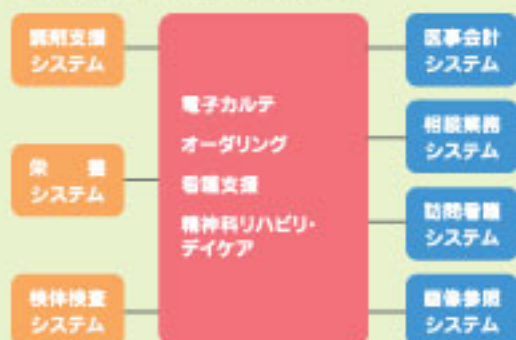 調剤支援
システム
栄　養
システム
検体検査
システム
電子カルテ
オーダリング
看護支援
精神科リハビリ・
デイケア
医事会計
システム
相談業務
システム
訪問看護
システム
画像参照
システム